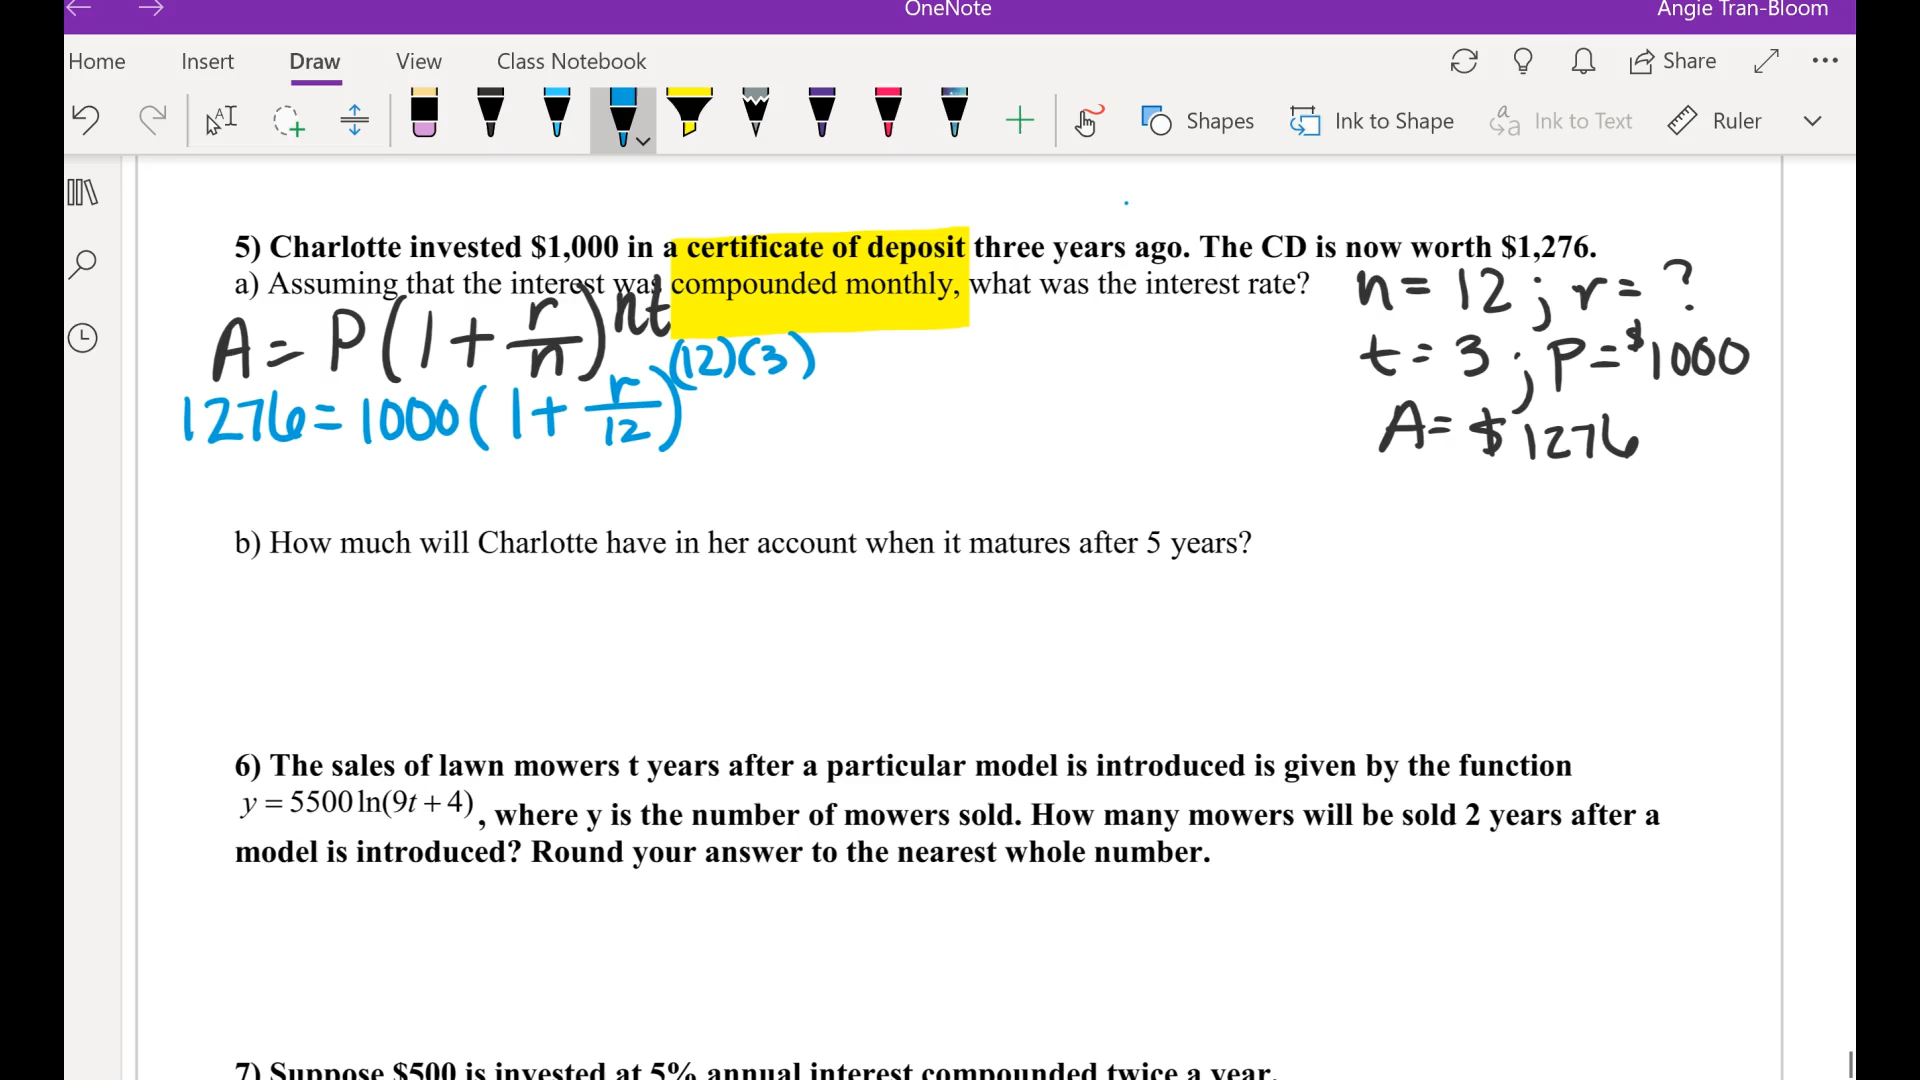 OneNote
Angie Tran-Bloom
Home Insert Draw View Class Notebook
Share
Shapes Ink to Shape Ink to Text Ruler
5) Charlotte invested $1,000 in a certificate of deposit three years ago. The CD is now worth $1,276.
a) Assuming that the interest was compounded monthly, what was the interest rate?
n = 12 ; r = ?
A = P(1 + r/n)^nt
t = 3 ; P = $1000
1276 = 1000(1 + r/12)^(12)(3)
A = $1276
b) How much will Charlotte have in her account when it matures after 5 years?
6) The sales of lawn mowers t years after a particular model is introduced is given by the function
y = 5500 ln(9t + 4), where y is the number of mowers sold. How many mowers will be sold 2 years after a
model is introduced? Round your answer to the nearest whole number.
7) Suppose $500 is invested at 5% annual interest compounded twice a year.